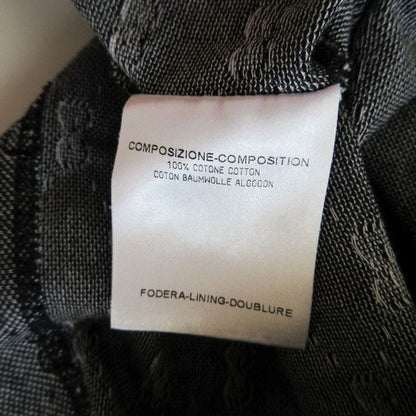 COMPOSIZIONE-COMPOSITION
100% COTONE COTTON
COTON BAUMWOLLE ALGODON
FODERA-LINING-DOUBLURE